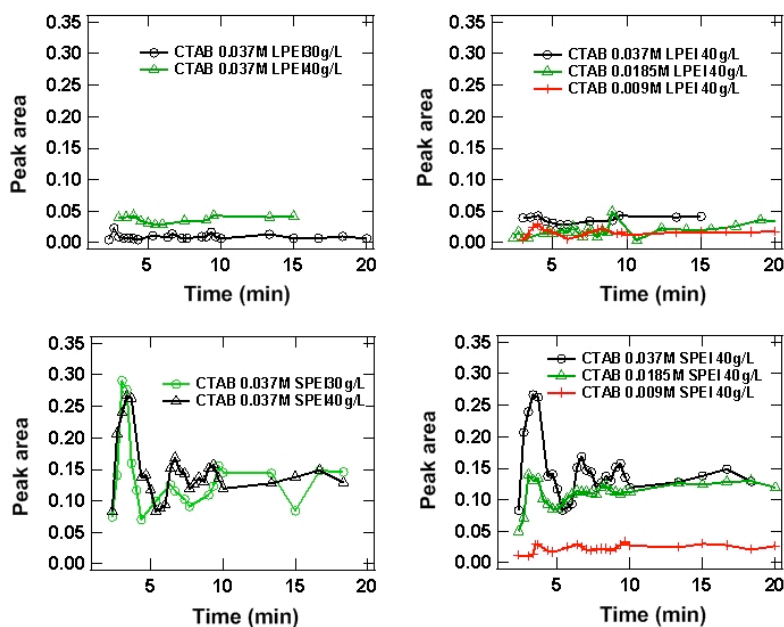 0.35
0.30
0.25
0.20
0.15
0.10
0.05
0.00
Peak area
CTAB 0.037M LPEI30g/L
CTAB 0.037M LPEI40g/L
5
10
15
20
Time (min)
0.35
0.30
0.25
0.20
0.15
0.10
0.05
0.00
Peak area
CTAB 0.037M LPEI 40g/L
CTAB 0.0185M LPEI 40g/L
CTAB 0.009M LPEI 40g/L
5
10
15
20
Time (min)
0.35
0.30
0.25
0.20
0.15
0.10
0.05
0.00
Peak area
CTAB 0.037M SPEI30g/L
CTAB 0.037M SPEI40g/L
5
10
15
20
Time (min)
0.35
0.30
0.25
0.20
0.15
0.10
0.05
0.00
Peak area
CTAB 0.037M SPEI 40g/L
CTAB 0.0185M SPEI 40g/L
CTAB 0.009M SPEI 40g/L
5
10
15
20
Time (min)